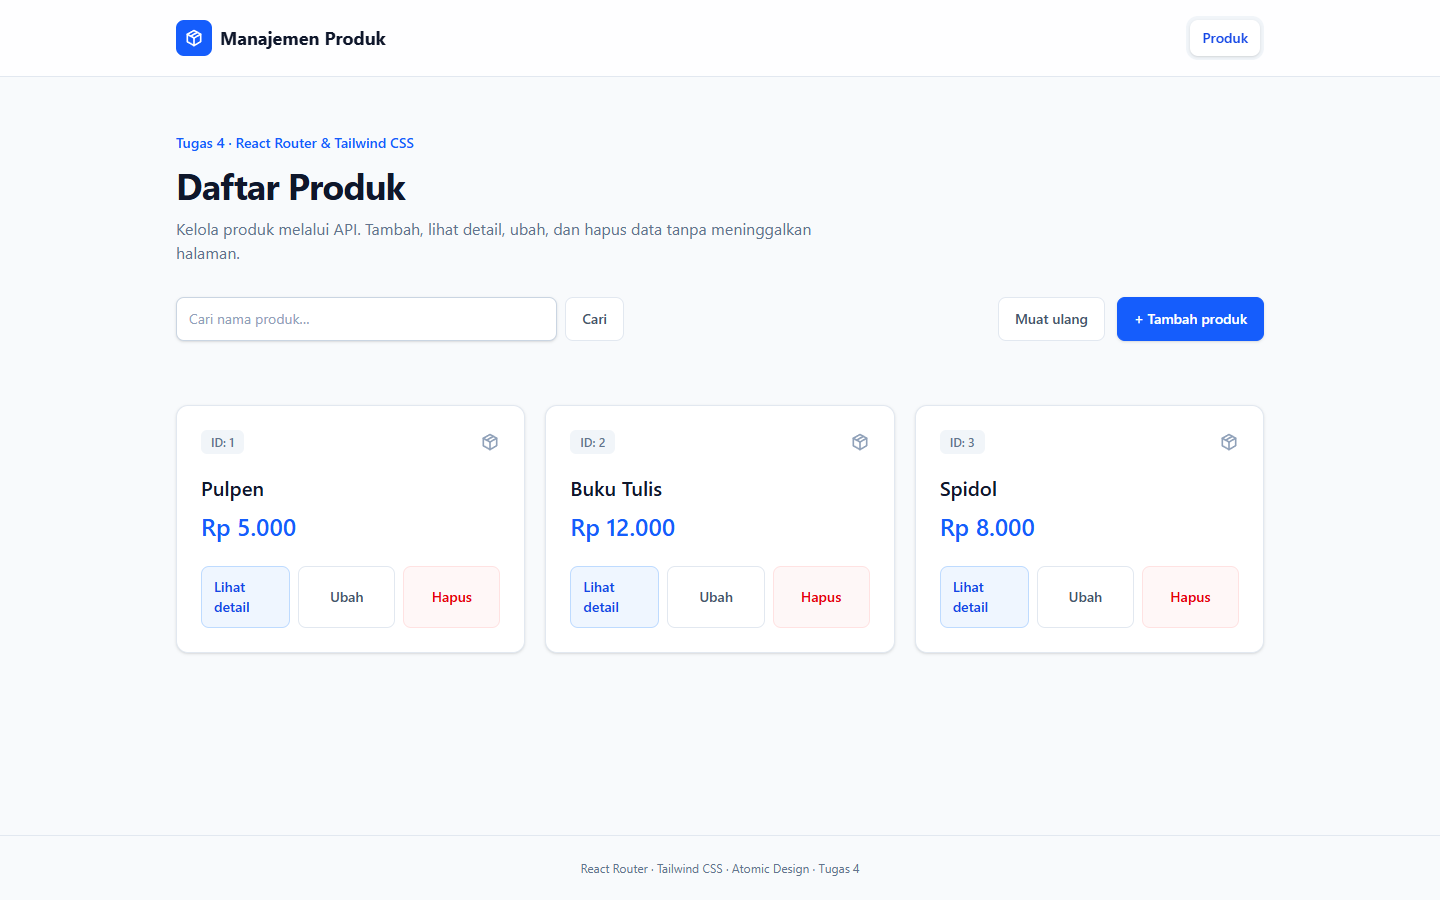 Manajemen Produk
Produk
Tugas 4 · React Router & Tailwind CSS
Daftar Produk
Kelola produk melalui API. Tambah, lihat detail, ubah, dan hapus data tanpa meninggalkan
halaman.
Cari nama produk...
Cari
Muat ulang
+ Tambah produk
ID: 1
Pulpen
Rp 5.000
Lihat
detail
Ubah
Hapus
ID: 2
Buku Tulis
Rp 12.000
Lihat
detail
Ubah
Hapus
ID: 3
Spidol
Rp 8.000
Lihat
detail
Ubah
Hapus
React Router · Tailwind CSS · Atomic Design · Tugas 4